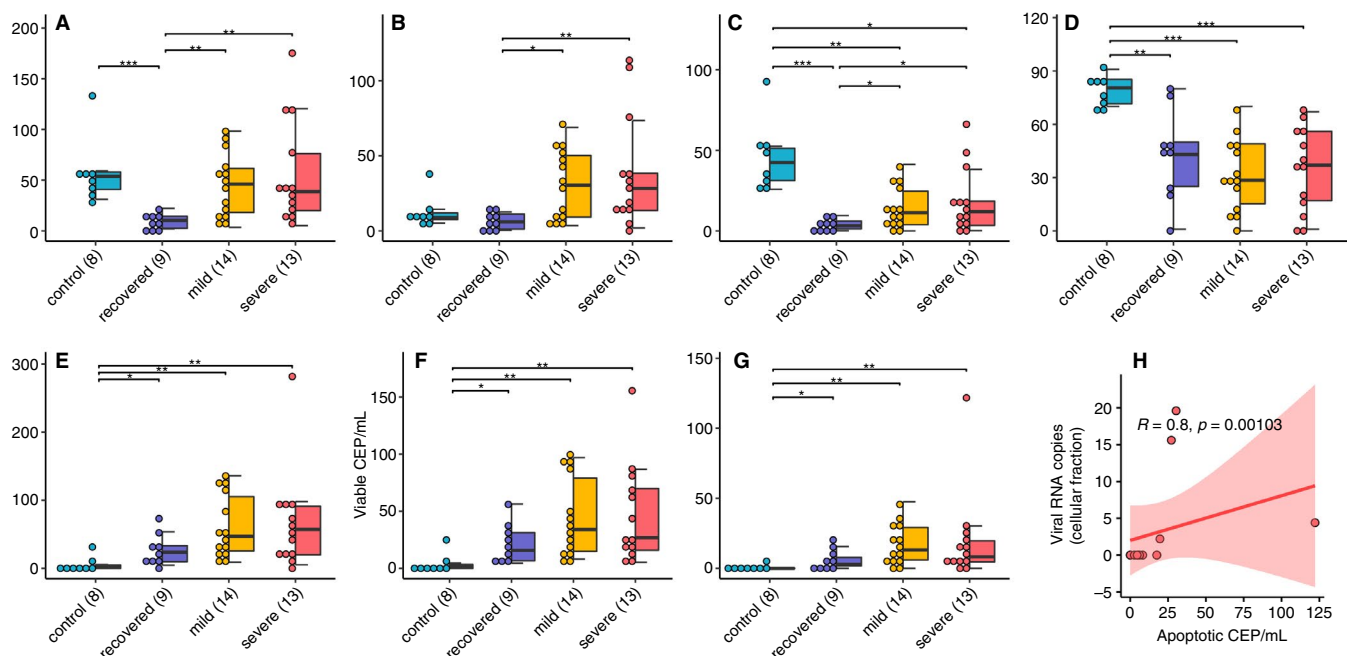 A
200
150
100
50
0
***
**
**
control (8)
recovered (9)
mild (14)
severe (13)
B
100
50
0
*
**
control (8)
recovered (9)
mild (14)
severe (13)
C
100
50
0
*
**
***
*
*
control (8)
recovered (9)
mild (14)
severe (13)
D
120
90
60
30
0
***
***
**
control (8)
recovered (9)
mild (14)
severe (13)
E
300
200
100
0
**
**
*
control (8)
recovered (9)
mild (14)
severe (13)
F
Viable CEP/mL
150
100
50
0
**
**
*
control (8)
recovered (9)
mild (14)
severe (13)
G
150
100
50
0
**
**
*
control (8)
recovered (9)
mild (14)
severe (13)
H
Viral RNA copies
(cellular fraction)
20
15
10
5
0
−5
R = 0.8, p = 0.00103
0 25 50 75 100 125
Apoptotic CEP/mL